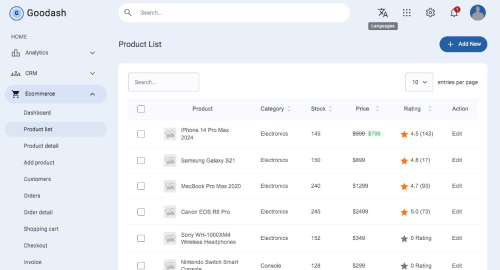 Goodash
Search...
1
Languages
HOME
Analytics
CRM
Ecommerce
Dashboard
Product list
Product detail
Add product
Customers
Orders
Order detail
Shopping cart
Checkout
invoice
Product List
+ Add New
Search...
10 entries per page
Product Category Stock Price Rating Action
iPhone 14 Pro Max
2024
Electronics 145 $999 $799 4.5 (143) Edit
Samsung Galaxy S21 Electronics 150 $899 4.8 (17) Edit
MacBook Pro Max 2020 Electronics 240 $1299 4.7 (93) Edit
Canon EOS R6 Pro Electronics 245 $2499 5.0 (73) Edit
Sony WH-1000XM4
Wireless Headphones
Electronics 152 $349 0 Rating Edit
Nintendo Switch Smart
Console
Console 128 $299 0 Rating Edit